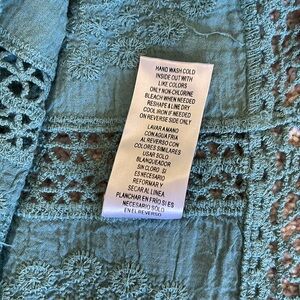 HAND WASH COLD
INSIDE OUT WITH
LIKE COLORS
ONLY NON-CHLORINE
BLEACH WHEN NEEDED
RESHAPE & LINE DRY
COOL IRON IF NEEDED
ON REVERSE SIDE ONLY
LAVAR A MANO
CON AGUA FRIA
AL REVERSO CON
COLORES SIMILARES
USAR SOLO
BLANQUEADOR
SIN CLORO SI
ES NECESARIO
REFORMAR Y
SECAR AL LINEA
PLANCHAR EN FRIO SI ES
NECESARIO SOLO
EN EL REVERSO